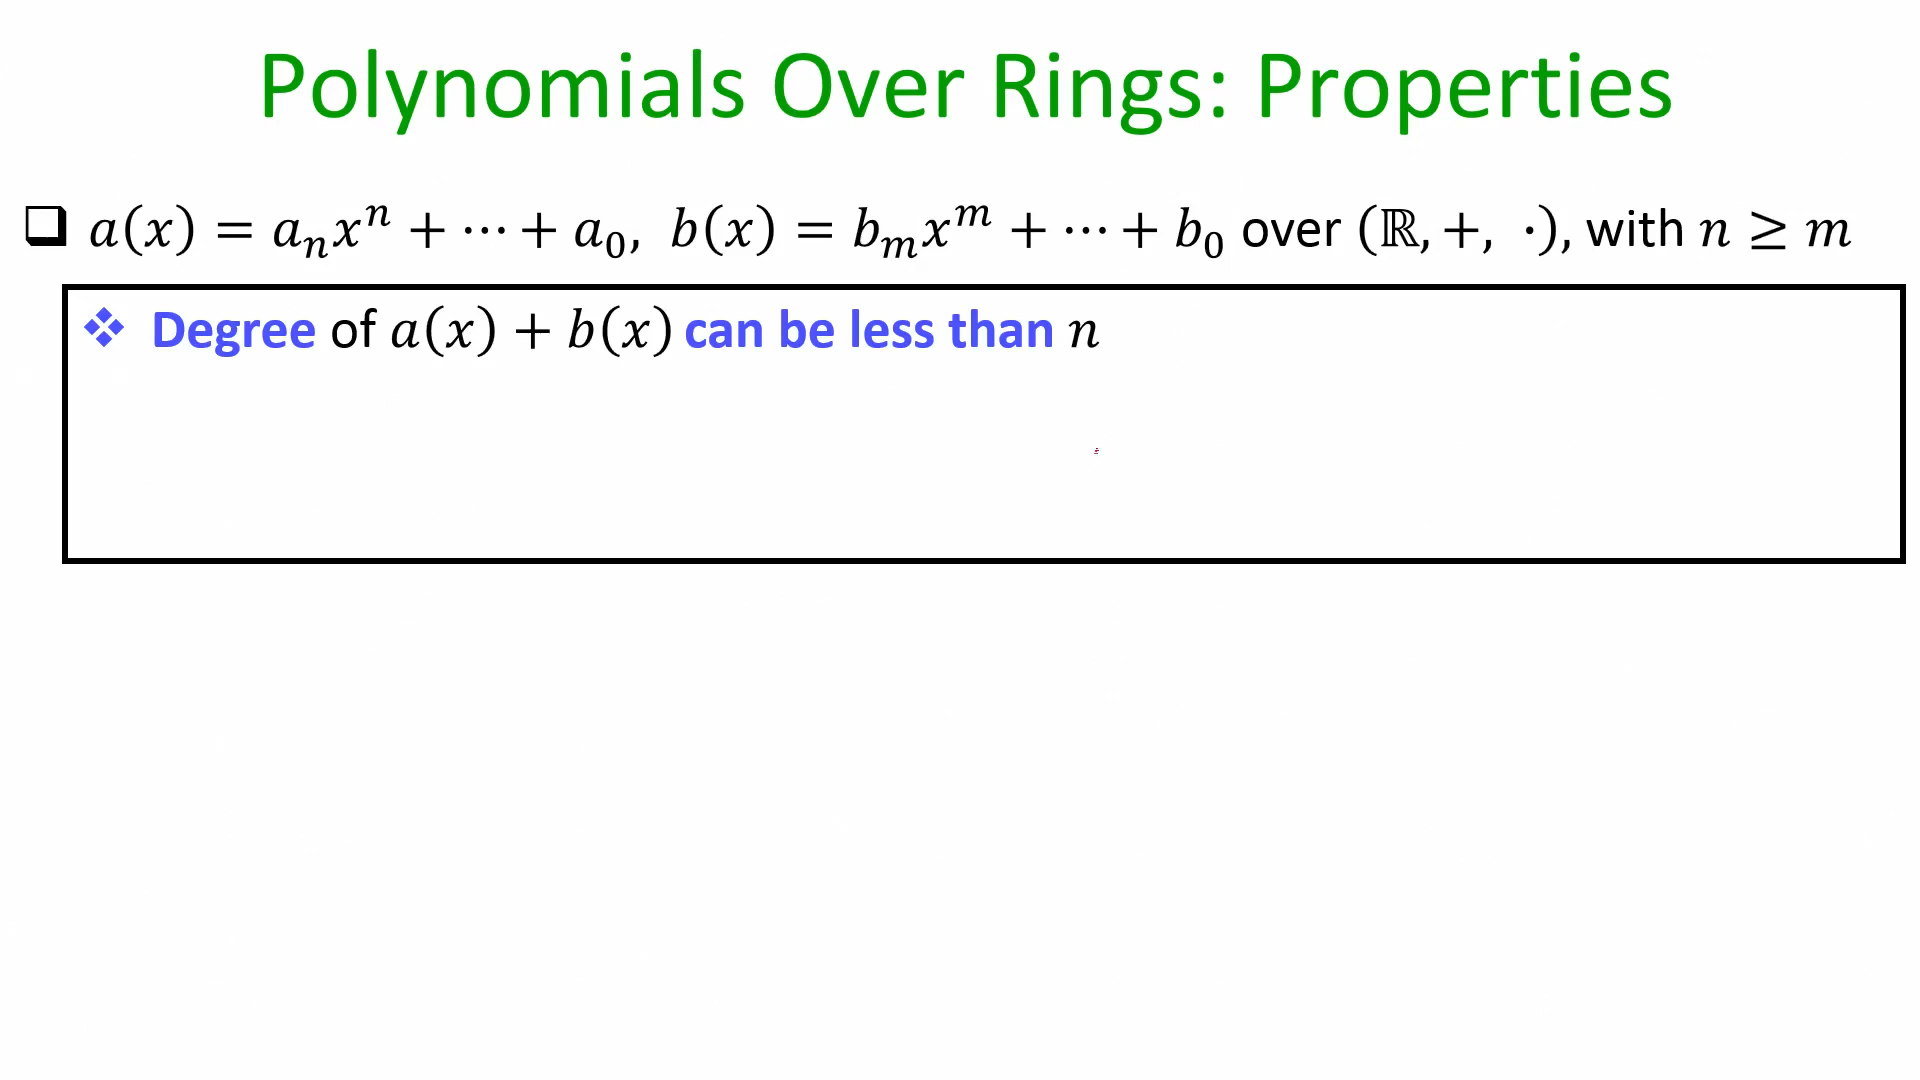 Polynomials Over Rings: Properties
❑ 𝑎(𝑥) = 𝑎ₙ𝑥ⁿ + ⋯ + 𝑎₀, 𝑏(𝑥) = 𝑏ₘ𝑥ᵐ + ⋯ + 𝑏₀ over (ℝ, +, ·), with 𝑛 ≥ 𝑚
❖ Degree of 𝑎(𝑥) + 𝑏(𝑥) can be less than 𝑛